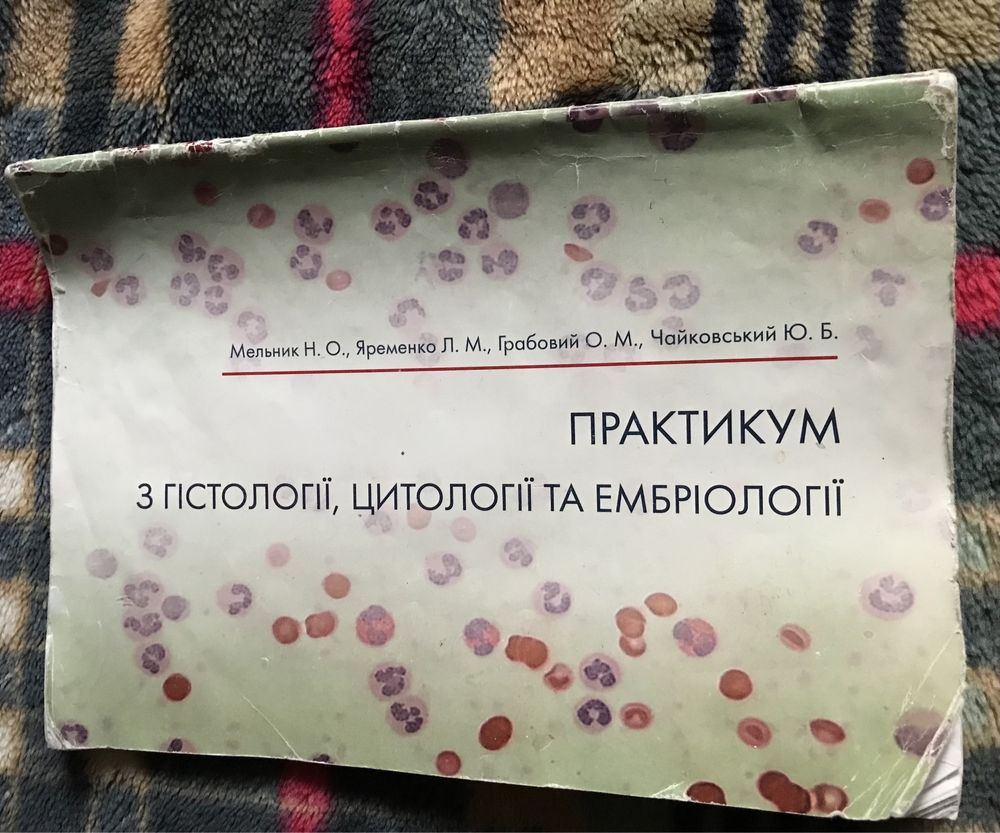 Мельник Н. О., Яременко Л. М., Грабовий О. М., Чайковський Ю. Б.
ПРАКТИКУМ
З ГІСТОЛОГІЇ, ЦИТОЛОГІЇ ТА ЕМБРІОЛОГІЇ